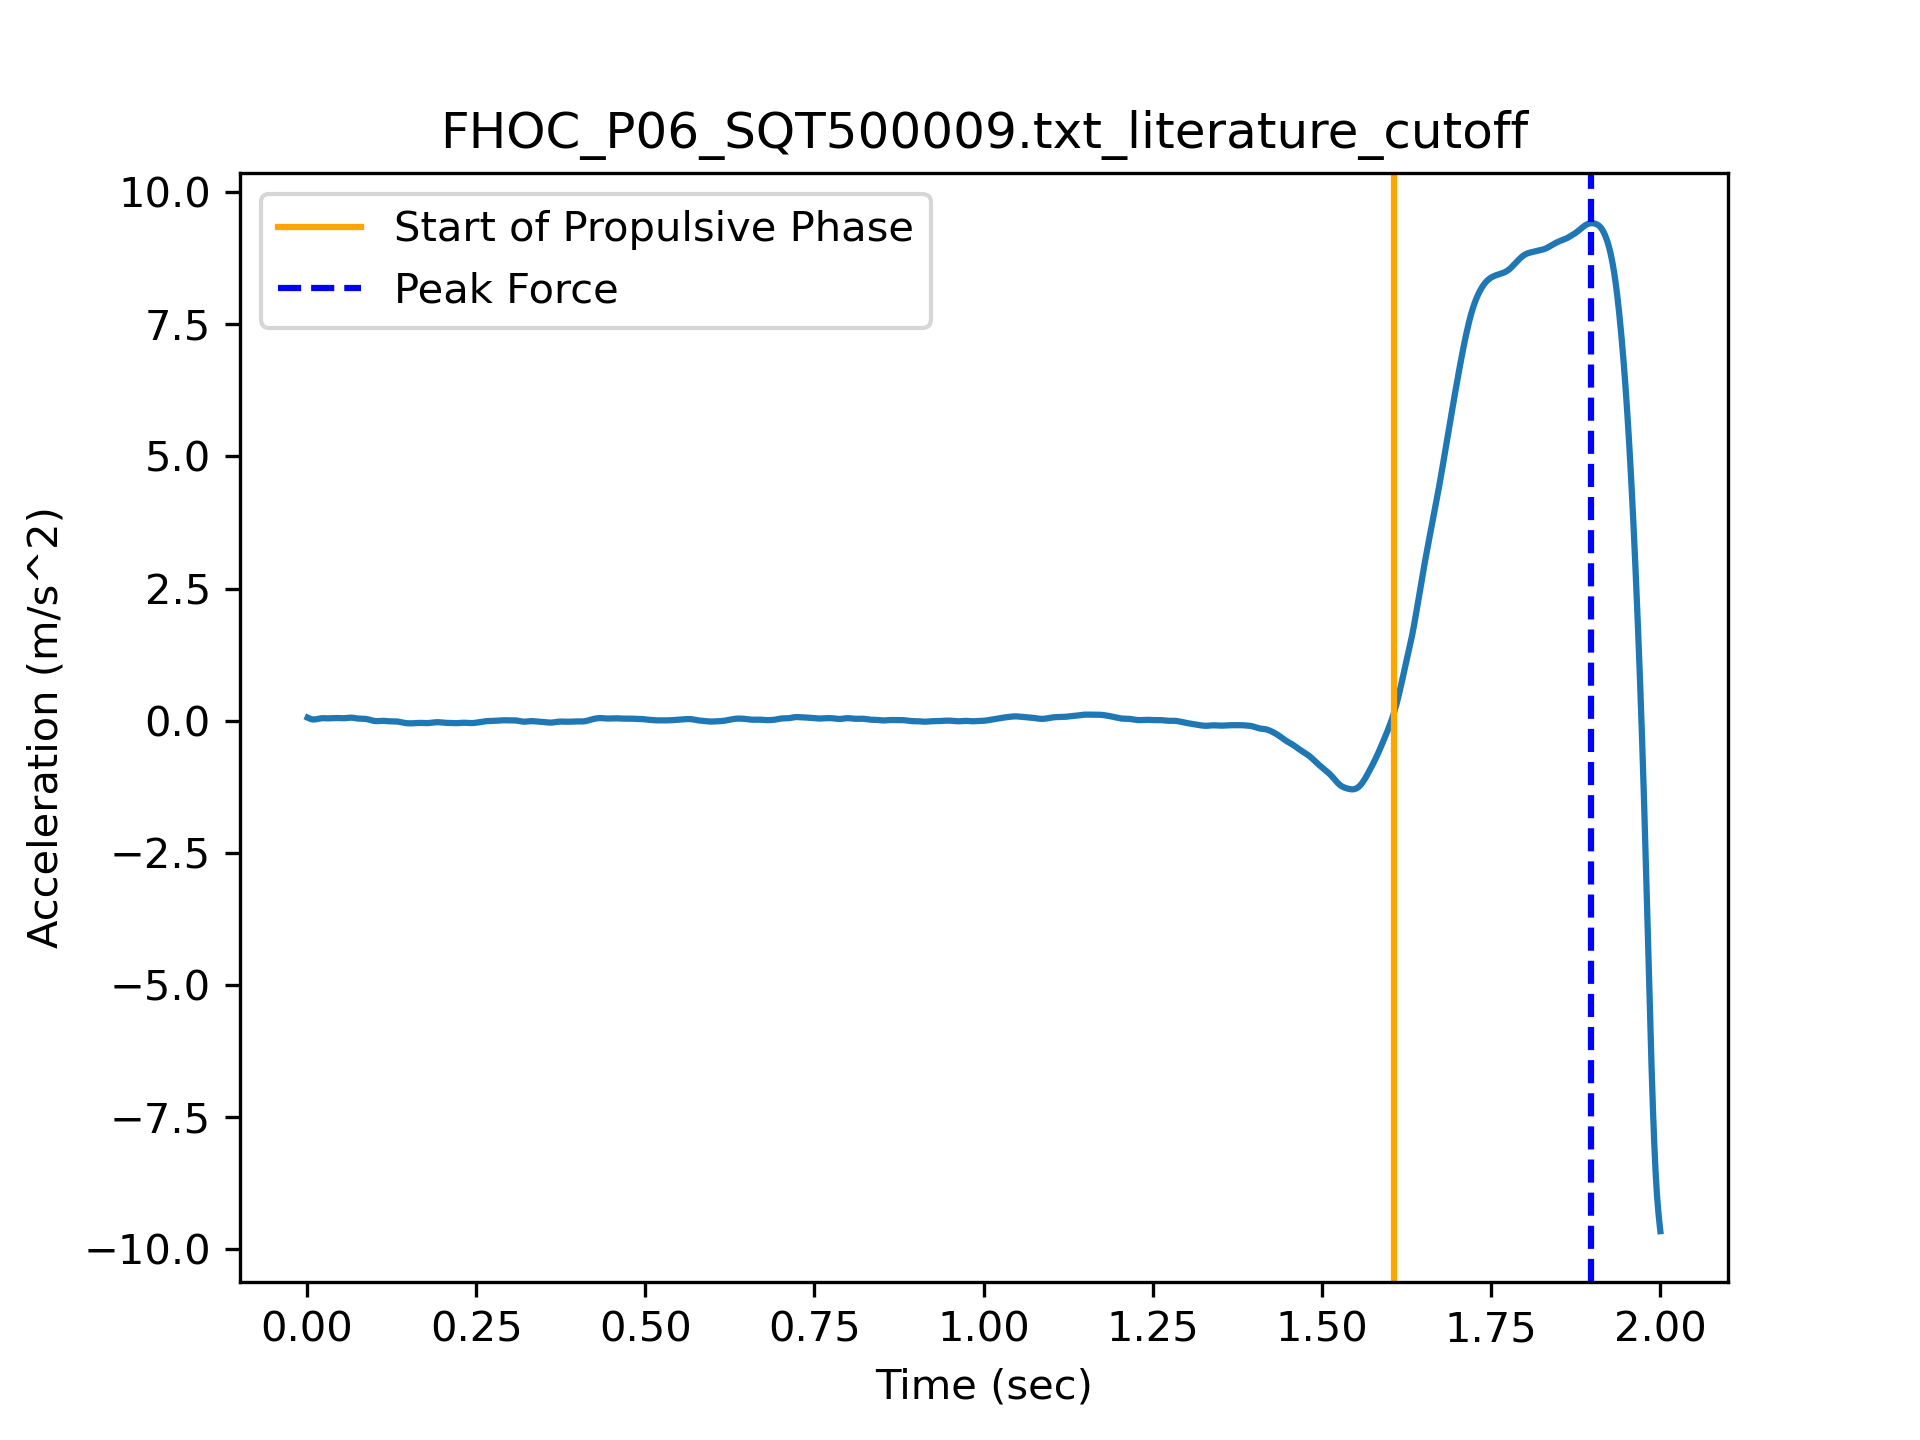 FHOC_P06_SQT500009.txt_literature_cutoff
Start of Propulsive Phase
Peak Force
10.0
7.5
5.0
2.5
0.0
−2.5
−5.0
−7.5
−10.0
Acceleration (m/s^2)
0.00 0.25 0.50 0.75 1.00 1.25 1.50 1.75 2.00
Time (sec)